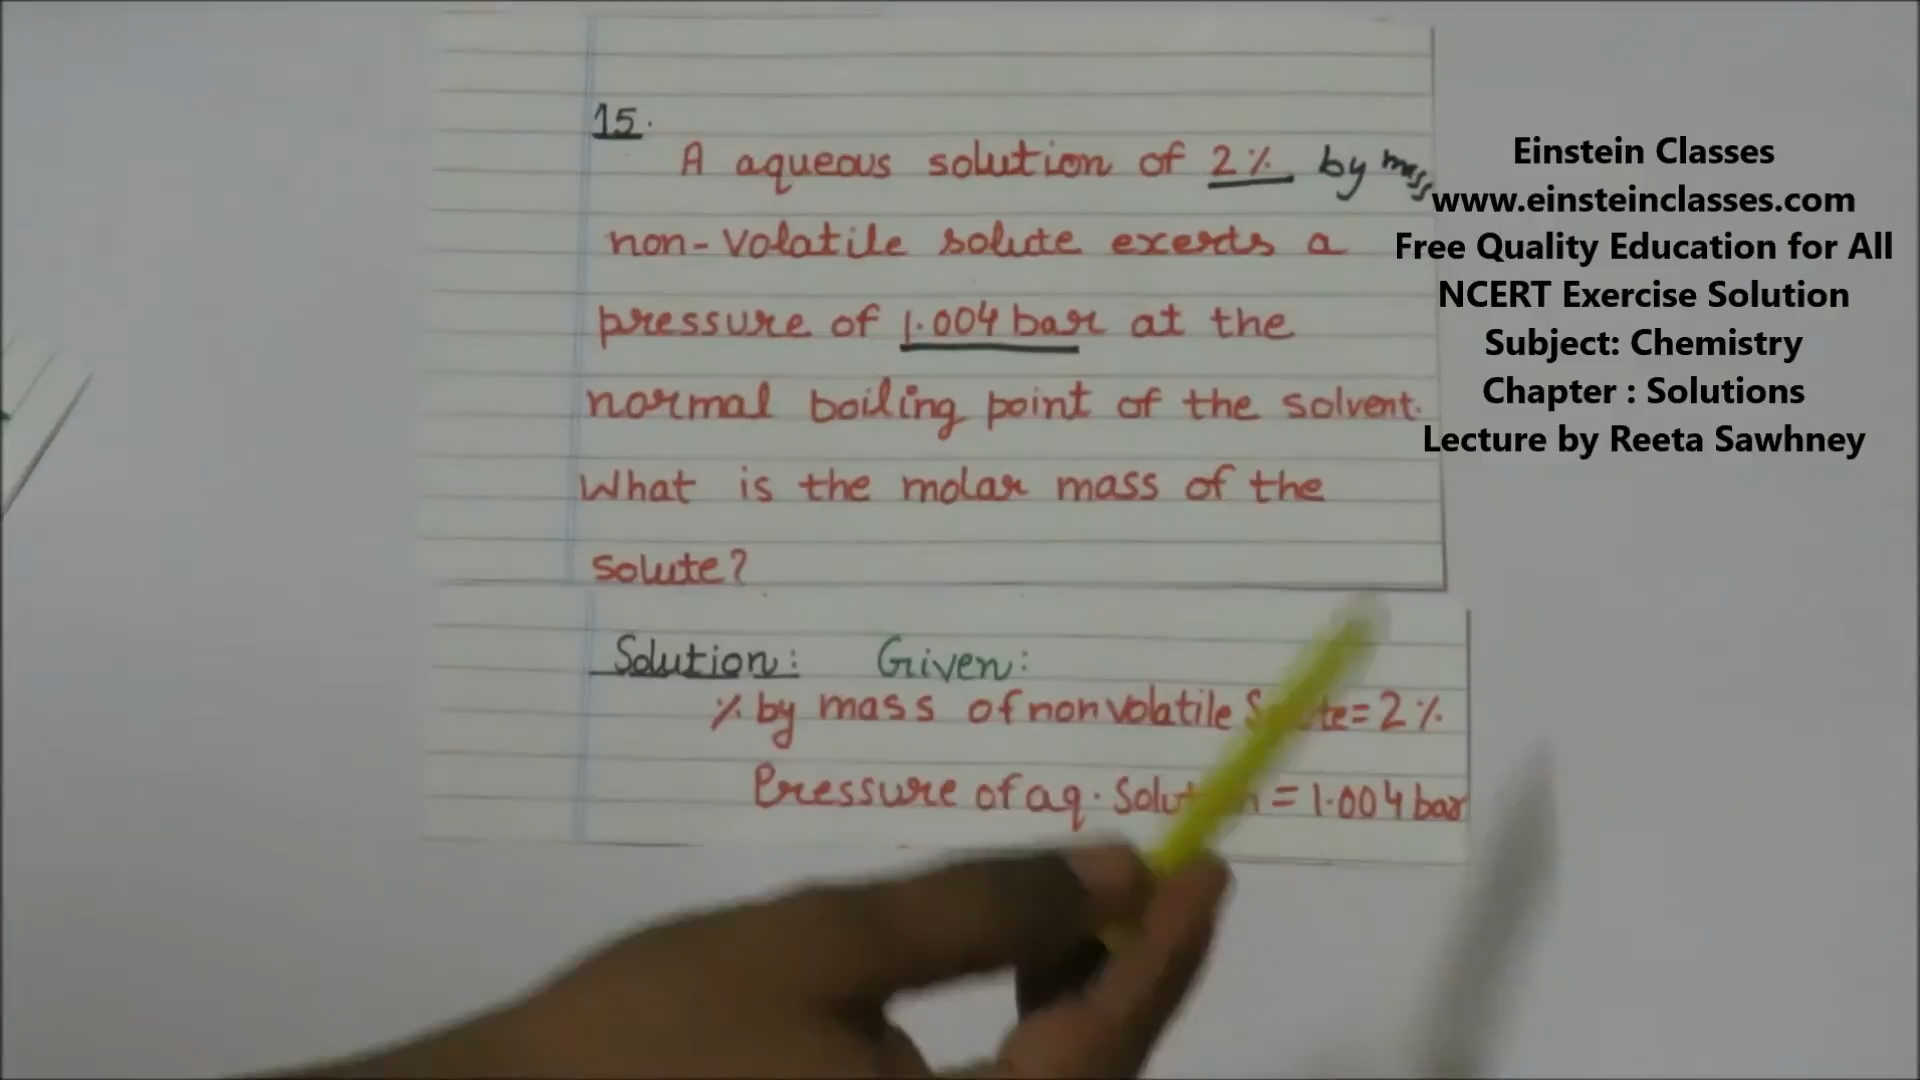 15.
A aqueous solution of 2% by mass
non-volatile solute exerts a
pressure of 1.004 bar at the
normal boiling point of the solvent.
What is the molar mass of the
solute?
Solution: Given:
% by mass of non volatile Solute = 2%
Pressure of aq. Solution = 1.004 bar
Einstein Classes
www.einsteinclasses.com
Free Quality Education for All
NCERT Exercise Solution
Subject: Chemistry
Chapter : Solutions
Lecture by Reeta Sawhney